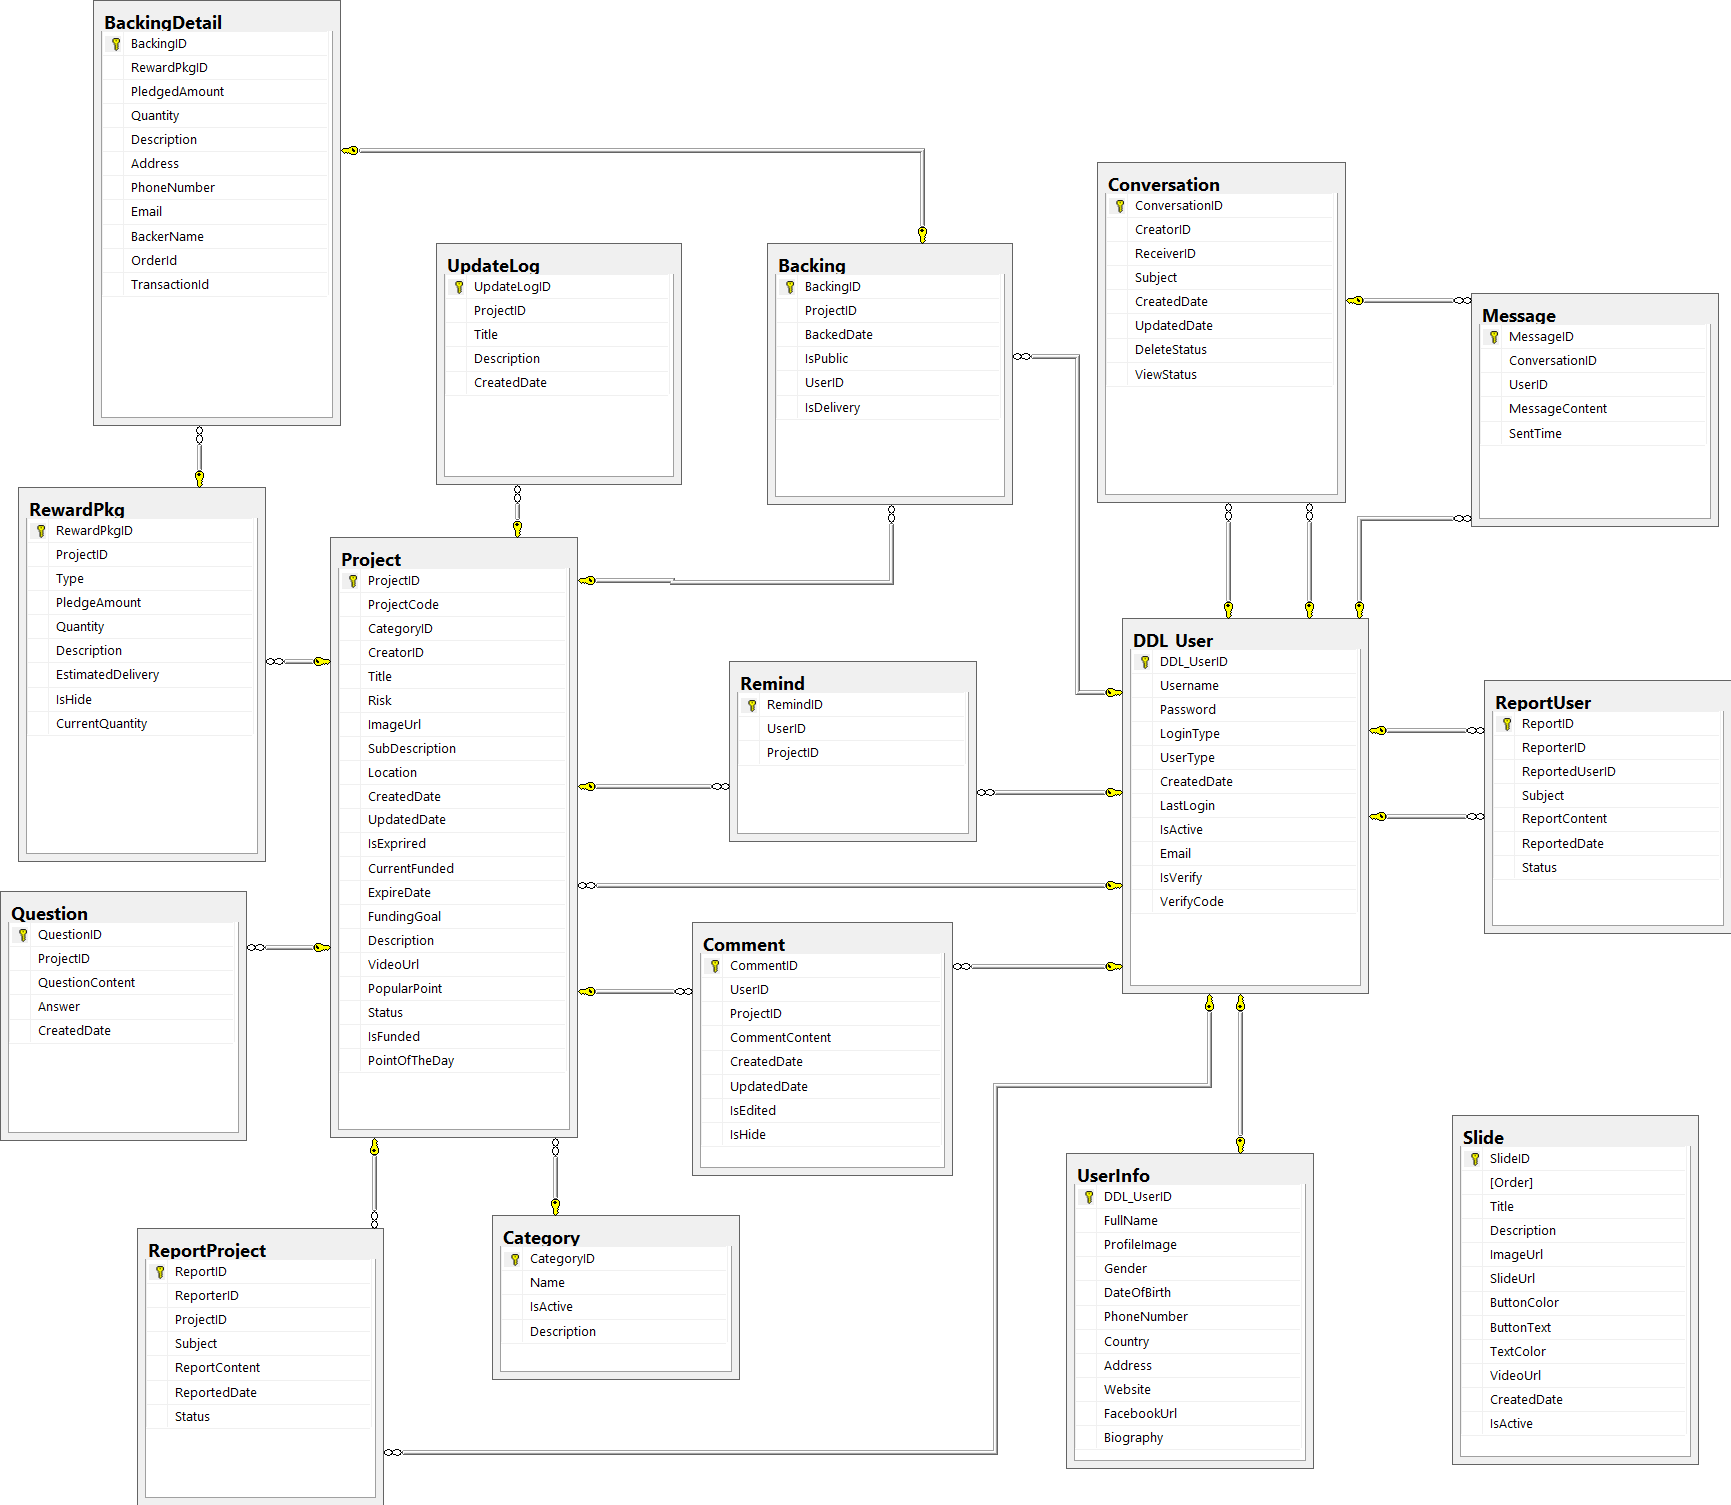 BackingDetail
BackingID
RewardPkgID
PledgedAmount
Quantity
Description
Address
PhoneNumber
Email
BackerName
OrderId
TransactionId
UpdateLog
UpdateLogID
ProjectID
Title
Description
CreatedDate
Backing
BackingID
ProjectID
BackedDate
IsPublic
UserID
IsDelivery
Conversation
ConversationID
CreatorID
ReceiverID
Subject
CreatedDate
UpdatedDate
DeleteStatus
ViewStatus
Message
MessageID
ConversationID
UserID
MessageContent
SentTime
RewardPkg
RewardPkgID
ProjectID
Type
PledgeAmount
Quantity
Description
EstimatedDelivery
IsHide
CurrentQuantity
Project
ProjectID
ProjectCode
CategoryID
CreatorID
Title
Risk
ImageUrl
SubDescription
Location
CreatedDate
UpdatedDate
IsExprired
CurrentFunded
ExpireDate
FundingGoal
Description
VideoUrl
PopularPoint
Status
IsFunded
PointOfTheDay
Remind
RemindID
UserID
ProjectID
DDL_User
DDL_UserID
Username
Password
LoginType
UserType
CreatedDate
LastLogin
IsActive
Email
IsVerify
VerifyCode
ReportUser
ReportID
ReporterID
ReportedUserID
Subject
ReportContent
ReportedDate
Status
Question
QuestionID
ProjectID
QuestionContent
Answer
CreatedDate
Comment
CommentID
UserID
ProjectID
CommentContent
CreatedDate
UpdatedDate
IsEdited
IsHide
ReportProject
ReportID
ReporterID
ProjectID
Subject
ReportContent
ReportedDate
Status
Category
CategoryID
Name
IsActive
Description
UserInfo
DDL_UserID
FullName
ProfileImage
Gender
DateOfBirth
PhoneNumber
Country
Address
Website
FacebookUrl
Biography
Slide
SlideID
[Order]
Title
Description
ImageUrl
SlideUrl
ButtonColor
ButtonText
TextColor
VideoUrl
CreatedDate
IsActive